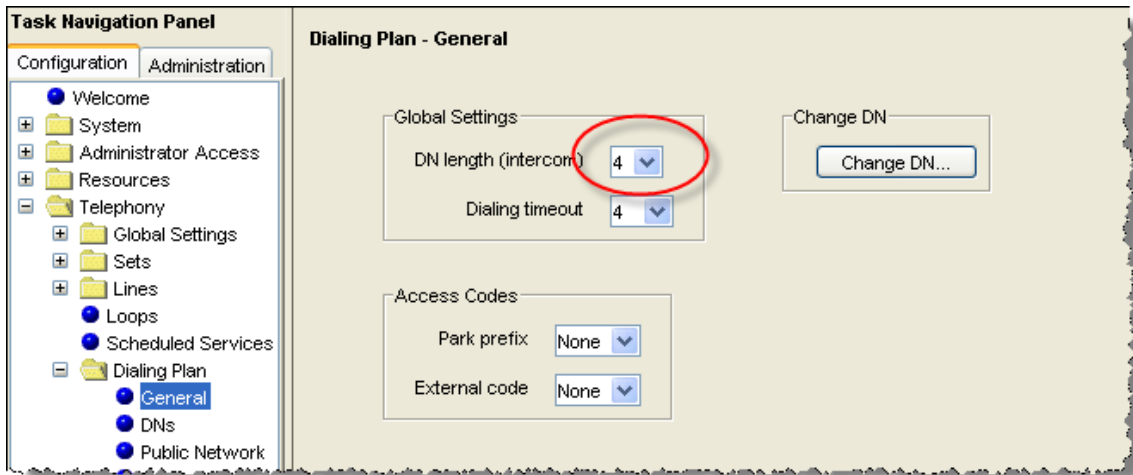 Task Navigation Panel
Configuration
Administration
Welcome
System
Administrator Access
Resources
Telephony
Global Settings
Sets
Lines
Loops
Scheduled Services
Dialing Plan
General
DNs
Public Network
Dialing Plan - General
Global Settings
DN length (intercom) 4
Dialing timeout 4
Change DN
Change DN...
Access Codes
Park prefix None
External code None